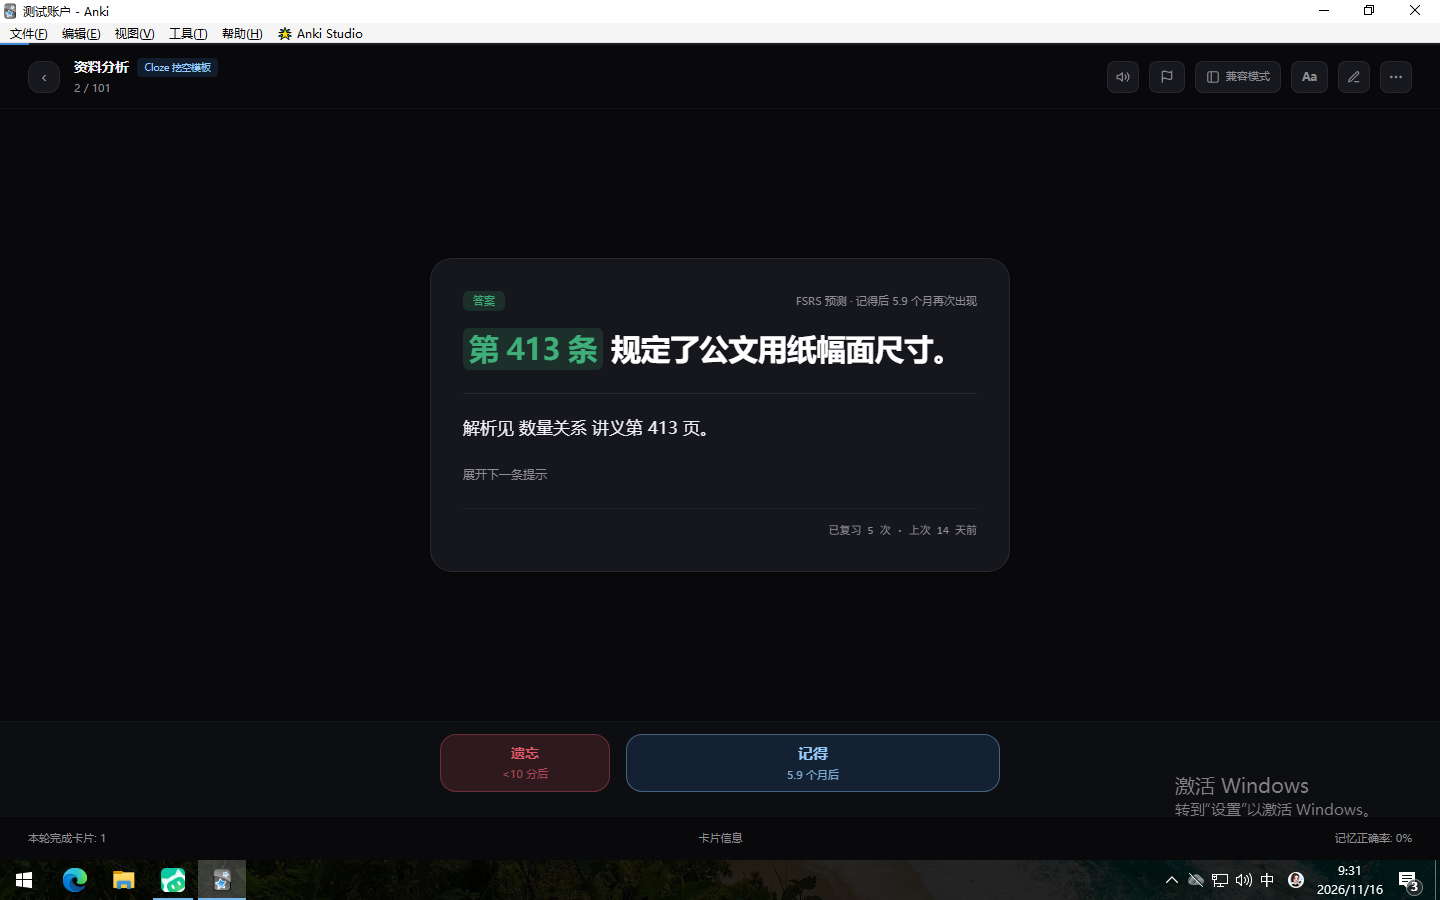 测试账户 - Anki
文件(F) 编辑(E) 视图(V) 工具(T) 帮助(H) Anki Studio
资料分析 Cloze 挖空模板
2 / 101
兼容模式 Aa
答案 FSRS 预测 · 记得后 5.9 个月再次出现
第 413 条 规定了公文用纸幅面尺寸。
解析见 数量关系 讲义第 413 页。
展开下一条提示
已复习 5 次 · 上次 14 天前
遗忘 记得
<10 分后 5.9 个月后
激活 Windows
转到"设置"以激活 Windows。
本轮完成卡片: 1 卡片信息 记忆正确率: 0%
中 9:31
2026/11/16 3